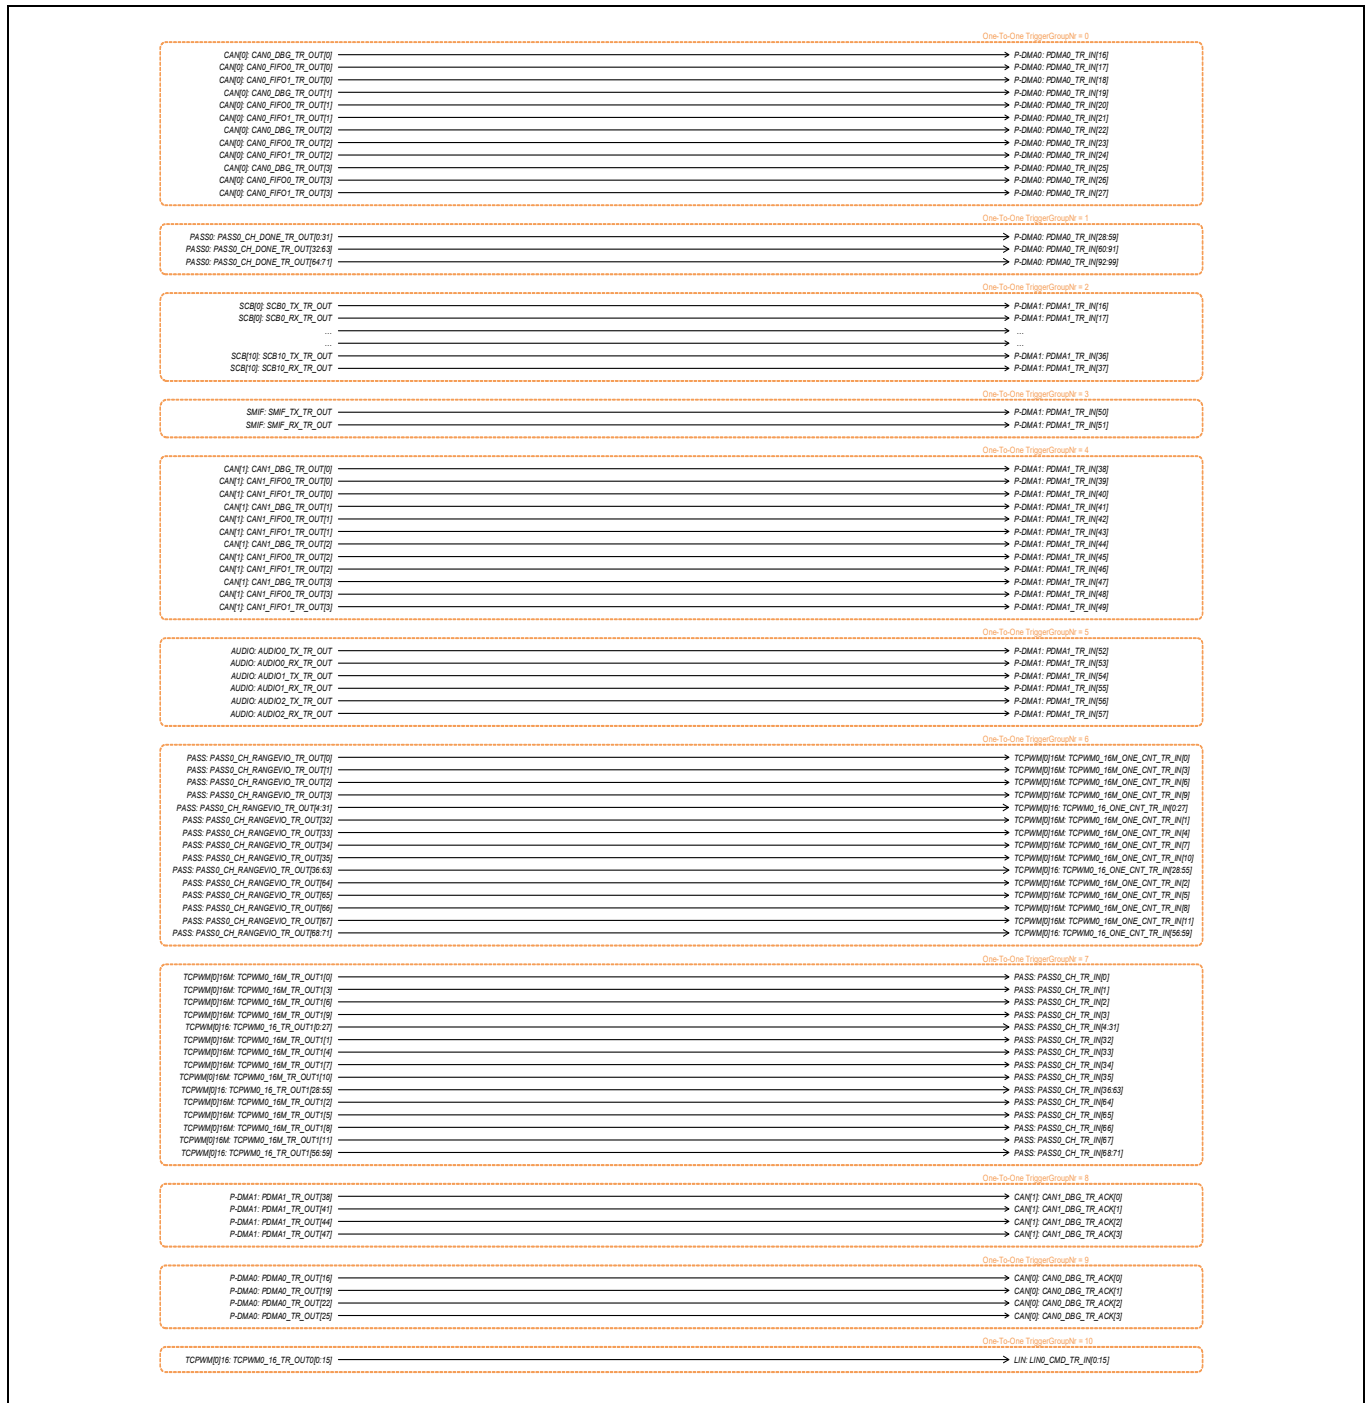 One-To-One TriggerGroupNr = 0
CAN[0]: CAN0_DBG_TR_OUT[0] P-DMA0: PDMA0_TR_IN[16]
CAN[0]: CAN0_FIFO0_TR_OUT[0] P-DMA0: PDMA0_TR_IN[17]
CAN[0]: CAN0_FIFO1_TR_OUT[0] P-DMA0: PDMA0_TR_IN[18]
CAN[0]: CAN0_DBG_TR_OUT[1] P-DMA0: PDMA0_TR_IN[19]
CAN[0]: CAN0_FIFO0_TR_OUT[1] P-DMA0: PDMA0_TR_IN[20]
CAN[0]: CAN0_FIFO1_TR_OUT[1] P-DMA0: PDMA0_TR_IN[21]
CAN[0]: CAN0_DBG_TR_OUT[2] P-DMA0: PDMA0_TR_IN[22]
CAN[0]: CAN0_FIFO0_TR_OUT[2] P-DMA0: PDMA0_TR_IN[23]
CAN[0]: CAN0_FIFO1_TR_OUT[2] P-DMA0: PDMA0_TR_IN[24]
CAN[0]: CAN0_DBG_TR_OUT[3] P-DMA0: PDMA0_TR_IN[25]
CAN[0]: CAN0_FIFO0_TR_OUT[3] P-DMA0: PDMA0_TR_IN[26]
CAN[0]: CAN0_FIFO1_TR_OUT[3] P-DMA0: PDMA0_TR_IN[27]
One-To-One TriggerGroupNr = 1
PASS0: PASS0_CH_DONE_TR_OUT[0:31] P-DMA0: PDMA0_TR_IN[28:59]
PASS0: PASS0_CH_DONE_TR_OUT[32:63] P-DMA0: PDMA0_TR_IN[60:91]
PASS0: PASS0_CH_DONE_TR_OUT[64:71] P-DMA0: PDMA0_TR_IN[92:99]
One-To-One TriggerGroupNr = 2
SCB[0]: SCB0_TX_TR_OUT P-DMA1: PDMA1_TR_IN[16]
SCB[0]: SCB0_RX_TR_OUT P-DMA1: PDMA1_TR_IN[17]
... ...
... ...
SCB[10]: SCB10_TX_TR_OUT P-DMA1: PDMA1_TR_IN[36]
SCB[10]: SCB10_RX_TR_OUT P-DMA1: PDMA1_TR_IN[37]
One-To-One TriggerGroupNr = 3
SMIF: SMIF_TX_TR_OUT P-DMA1: PDMA1_TR_IN[50]
SMIF: SMIF_RX_TR_OUT P-DMA1: PDMA1_TR_IN[51]
One-To-One TriggerGroupNr = 4
CAN[1]: CAN1_DBG_TR_OUT[0] P-DMA1: PDMA1_TR_IN[38]
CAN[1]: CAN1_FIFO0_TR_OUT[0] P-DMA1: PDMA1_TR_IN[39]
CAN[1]: CAN1_FIFO1_TR_OUT[0] P-DMA1: PDMA1_TR_IN[40]
CAN[1]: CAN1_DBG_TR_OUT[1] P-DMA1: PDMA1_TR_IN[41]
CAN[1]: CAN1_FIFO0_TR_OUT[1] P-DMA1: PDMA1_TR_IN[42]
CAN[1]: CAN1_FIFO1_TR_OUT[1] P-DMA1: PDMA1_TR_IN[43]
CAN[1]: CAN1_DBG_TR_OUT[2] P-DMA1: PDMA1_TR_IN[44]
CAN[1]: CAN1_FIFO0_TR_OUT[2] P-DMA1: PDMA1_TR_IN[45]
CAN[1]: CAN1_FIFO1_TR_OUT[2] P-DMA1: PDMA1_TR_IN[46]
CAN[1]: CAN1_DBG_TR_OUT[3] P-DMA1: PDMA1_TR_IN[47]
CAN[1]: CAN1_FIFO0_TR_OUT[3] P-DMA1: PDMA1_TR_IN[48]
CAN[1]: CAN1_FIFO1_TR_OUT[3] P-DMA1: PDMA1_TR_IN[49]
One-To-One TriggerGroupNr = 5
AUDIO: AUDIO0_TX_TR_OUT P-DMA1: PDMA1_TR_IN[52]
AUDIO: AUDIO0_RX_TR_OUT P-DMA1: PDMA1_TR_IN[53]
AUDIO: AUDIO1_TX_TR_OUT P-DMA1: PDMA1_TR_IN[54]
AUDIO: AUDIO1_RX_TR_OUT P-DMA1: PDMA1_TR_IN[55]
AUDIO: AUDIO2_TX_TR_OUT P-DMA1: PDMA1_TR_IN[56]
AUDIO: AUDIO2_RX_TR_OUT P-DMA1: PDMA1_TR_IN[57]
One-To-One TriggerGroupNr = 6
PASS: PASS0_CH_RANGEVIO_TR_OUT[0] TCPWM[0]16M: TCPWM0_16M_ONE_CNT_TR_IN[0]
PASS: PASS0_CH_RANGEVIO_TR_OUT[1] TCPWM[0]16M: TCPWM0_16M_ONE_CNT_TR_IN[3]
PASS: PASS0_CH_RANGEVIO_TR_OUT[2] TCPWM[0]16M: TCPWM0_16M_ONE_CNT_TR_IN[6]
PASS: PASS0_CH_RANGEVIO_TR_OUT[3] TCPWM[0]16M: TCPWM0_16M_ONE_CNT_TR_IN[9]
PASS: PASS0_CH_RANGEVIO_TR_OUT[4:31] TCPWM[0]16: TCPWM0_16_ONE_CNT_TR_IN[0:27]
PASS: PASS0_CH_RANGEVIO_TR_OUT[32] TCPWM[0]16M: TCPWM0_16M_ONE_CNT_TR_IN[1]
PASS: PASS0_CH_RANGEVIO_TR_OUT[33] TCPWM[0]16M: TCPWM0_16M_ONE_CNT_TR_IN[4]
PASS: PASS0_CH_RANGEVIO_TR_OUT[34] TCPWM[0]16M: TCPWM0_16M_ONE_CNT_TR_IN[7]
PASS: PASS0_CH_RANGEVIO_TR_OUT[35] TCPWM[0]16M: TCPWM0_16M_ONE_CNT_TR_IN[10]
PASS: PASS0_CH_RANGEVIO_TR_OUT[36:63] TCPWM[0]16: TCPWM0_16_ONE_CNT_TR_IN[28:55]
PASS: PASS0_CH_RANGEVIO_TR_OUT[64] TCPWM[0]16M: TCPWM0_16M_ONE_CNT_TR_IN[2]
PASS: PASS0_CH_RANGEVIO_TR_OUT[65] TCPWM[0]16M: TCPWM0_16M_ONE_CNT_TR_IN[5]
PASS: PASS0_CH_RANGEVIO_TR_OUT[66] TCPWM[0]16M: TCPWM0_16M_ONE_CNT_TR_IN[8]
PASS: PASS0_CH_RANGEVIO_TR_OUT[67] TCPWM[0]16M: TCPWM0_16M_ONE_CNT_TR_IN[11]
PASS: PASS0_CH_RANGEVIO_TR_OUT[68:71] TCPWM[0]16: TCPWM0_16_ONE_CNT_TR_IN[56:59]
One-To-One TriggerGroupNr = 7
TCPWM[0]16M: TCPWM0_16M_TR_OUT1[0] PASS: PASS0_CH_TR_IN[0]
TCPWM[0]16M: TCPWM0_16M_TR_OUT1[3] PASS: PASS0_CH_TR_IN[1]
TCPWM[0]16M: TCPWM0_16M_TR_OUT1[6] PASS: PASS0_CH_TR_IN[2]
TCPWM[0]16M: TCPWM0_16M_TR_OUT1[9] PASS: PASS0_CH_TR_IN[3]
TCPWM[0]16: TCPWM0_16_TR_OUT1[0:27] PASS: PASS0_CH_TR_IN[4:31]
TCPWM[0]16M: TCPWM0_16M_TR_OUT1[1] PASS: PASS0_CH_TR_IN[32]
TCPWM[0]16M: TCPWM0_16M_TR_OUT1[4] PASS: PASS0_CH_TR_IN[33]
TCPWM[0]16M: TCPWM0_16M_TR_OUT1[7] PASS: PASS0_CH_TR_IN[34]
TCPWM[0]16M: TCPWM0_16M_TR_OUT1[10] PASS: PASS0_CH_TR_IN[35]
TCPWM[0]16: TCPWM0_16_TR_OUT1[28:55] PASS: PASS0_CH_TR_IN[36:63]
TCPWM[0]16M: TCPWM0_16M_TR_OUT1[2] PASS: PASS0_CH_TR_IN[64]
TCPWM[0]16M: TCPWM0_16M_TR_OUT1[5] PASS: PASS0_CH_TR_IN[65]
TCPWM[0]16M: TCPWM0_16M_TR_OUT1[8] PASS: PASS0_CH_TR_IN[66]
TCPWM[0]16M: TCPWM0_16M_TR_OUT1[11] PASS: PASS0_CH_TR_IN[67]
TCPWM[0]16: TCPWM0_16_TR_OUT1[56:59] PASS: PASS0_CH_TR_IN[68:71]
One-To-One TriggerGroupNr = 8
P-DMA1: PDMA1_TR_OUT[38] CAN[1]: CAN1_DBG_TR_ACK[0]
P-DMA1: PDMA1_TR_OUT[41] CAN[1]: CAN1_DBG_TR_ACK[1]
P-DMA1: PDMA1_TR_OUT[44] CAN[1]: CAN1_DBG_TR_ACK[2]
P-DMA1: PDMA1_TR_OUT[47] CAN[1]: CAN1_DBG_TR_ACK[3]
One-To-One TriggerGroupNr = 9
P-DMA0: PDMA0_TR_OUT[16] CAN[0]: CAN0_DBG_TR_ACK[0]
P-DMA0: PDMA0_TR_OUT[19] CAN[0]: CAN0_DBG_TR_ACK[1]
P-DMA0: PDMA0_TR_OUT[22] CAN[0]: CAN0_DBG_TR_ACK[2]
P-DMA0: PDMA0_TR_OUT[25] CAN[0]: CAN0_DBG_TR_ACK[3]
One-To-One TriggerGroupNr = 10
TCPWM[0]16: TCPWM0_16_TR_OUT0[0:15] LIN: LIN0_CMD_TR_IN[0:15]